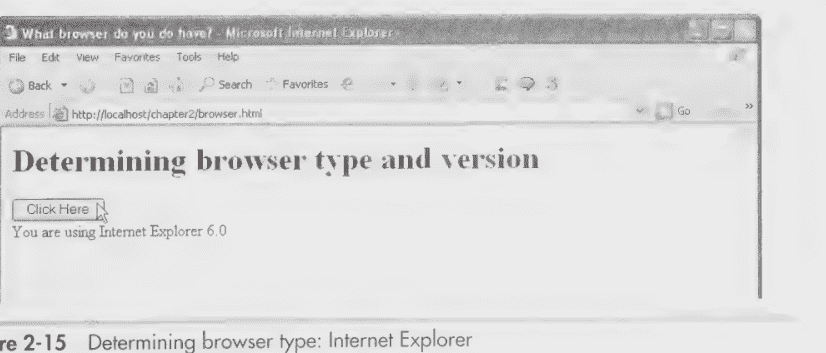 What browser do you do have? - Microsoft Internet Explorer
File Edit View Favorites Tools Help
Back Search Favorites
Address http://localhost/chapter2/browser.html Go »
Determining browser type and version
Click Here
You are using Internet Explorer 6.0
re 2-15 Determining browser type: Internet Explorer